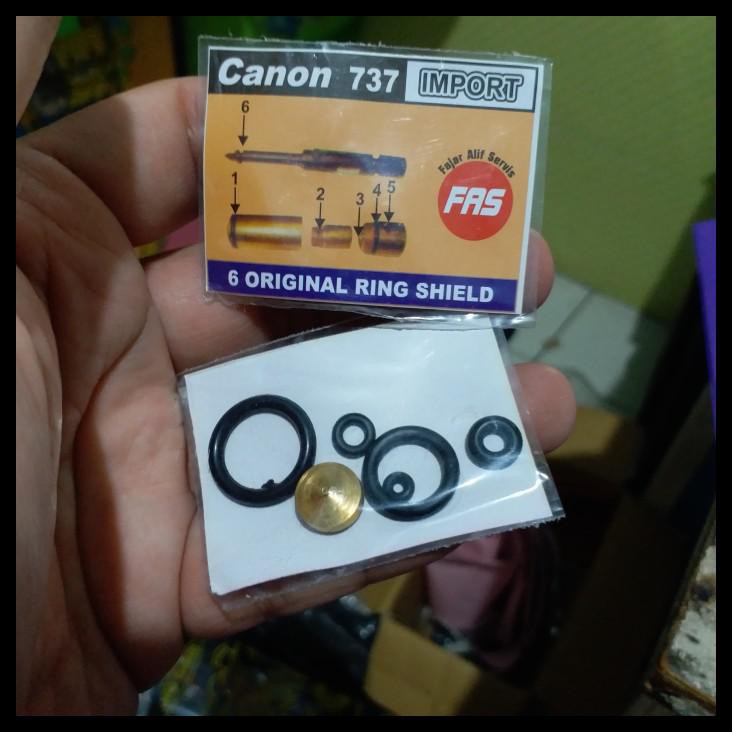 Canon 737 IMPORT
6
Fajar Alif Servis
FAS
1 2 3 4 5
6 ORIGINAL RING SHIELD